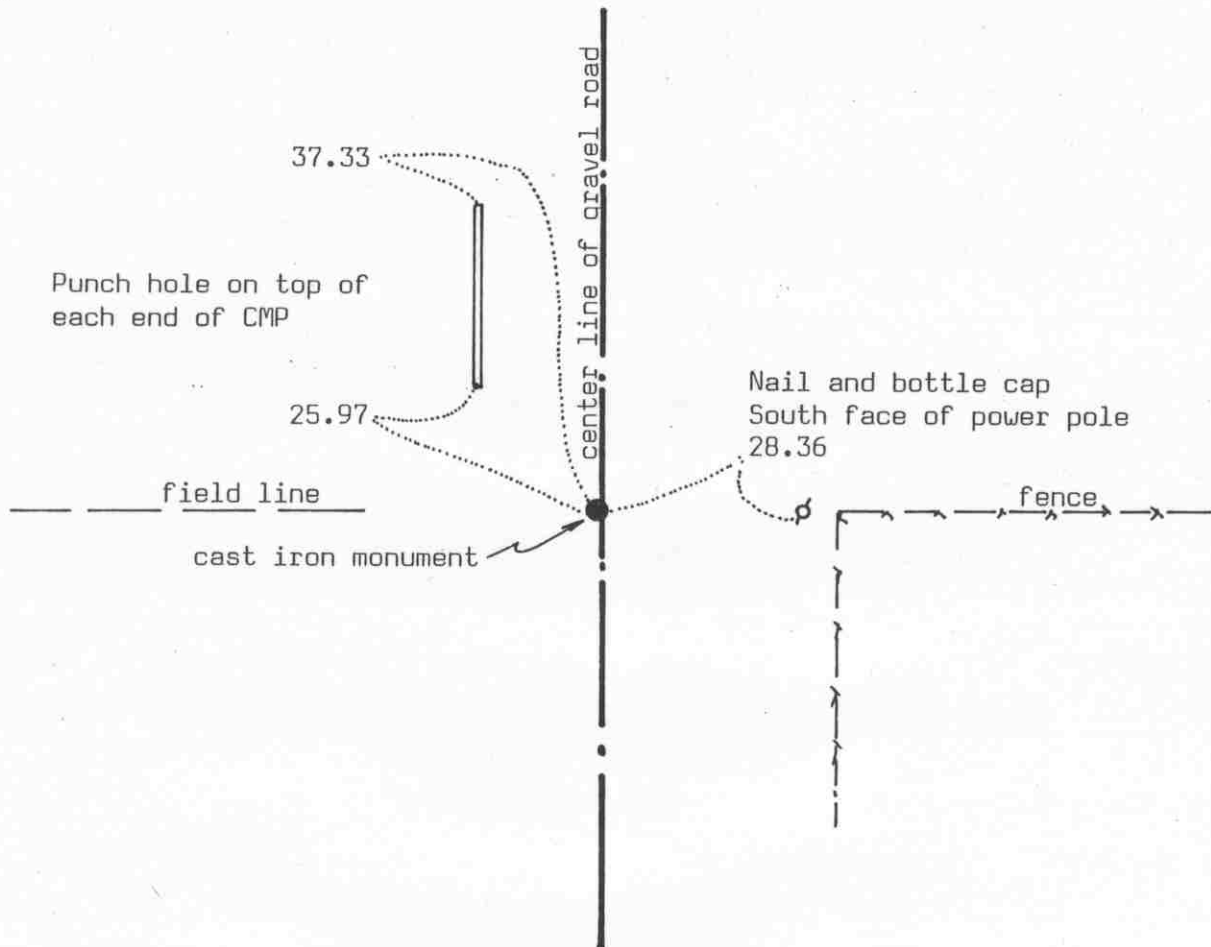 center line of gravel road
37.33
Punch hole on top of
each end of CMP
25.97
Nail and bottle cap
South face of power pole
28.36
field line
fence
cast iron monument